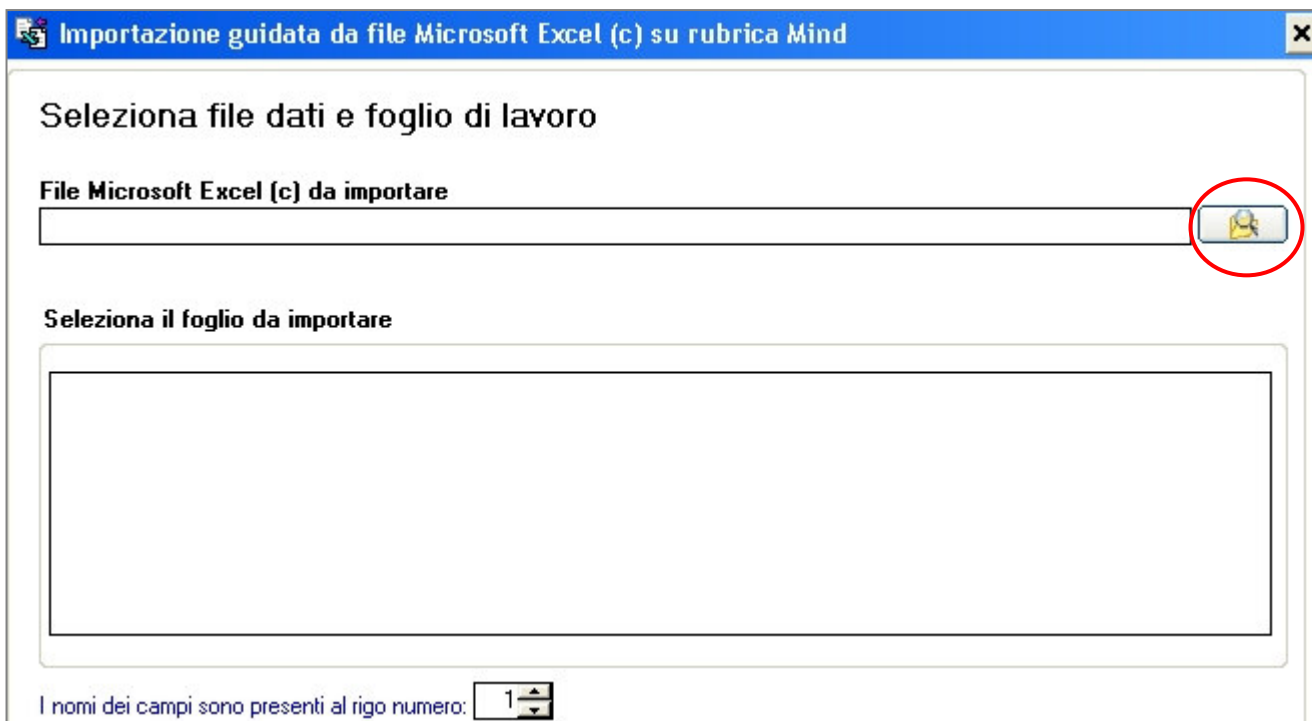 Importazione guidata da file Microsoft Excel (c) su rubrica Mind
Seleziona file dati e foglio di lavoro
File Microsoft Excel (c) da importare
Seleziona il foglio da importare
I nomi dei campi sono presenti al rigo numero: 1